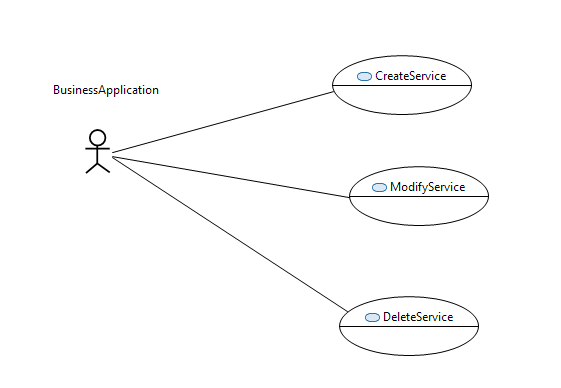 CreateService
BusinessApplication
ModifyService
DeleteService